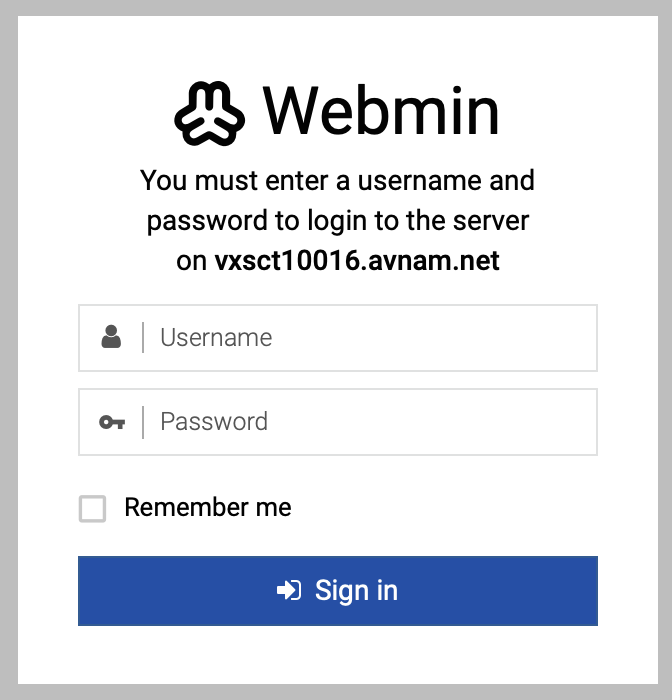 Webmin
You must enter a username and
password to login to the server
on vxsct10016.avnam.net
Username
Password
Remember me
Sign in